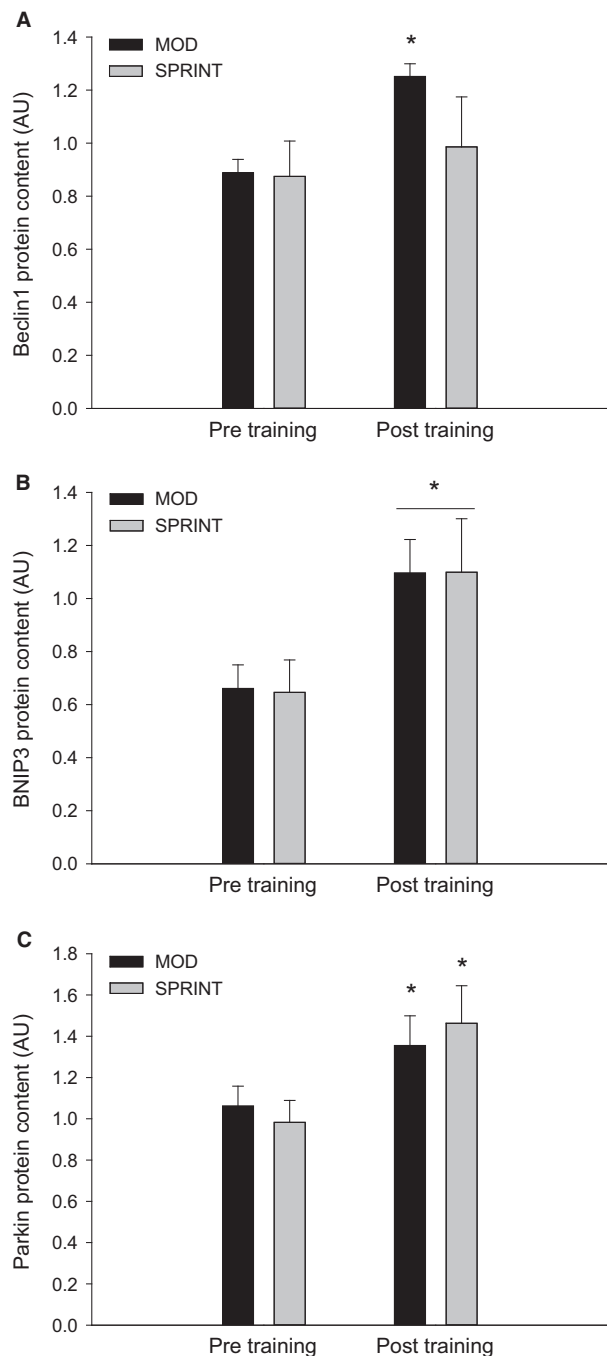 A
Beclin1 protein content (AU)
1.4
1.2
1.0
0.8
0.6
0.4
0.2
0.0
MOD
SPRINT
*
Pre training Post training
B
BNIP3 protein content (AU)
1.4
1.2
1.0
0.8
0.6
0.4
0.2
0.0
MOD
SPRINT
*
Pre training Post training
C
Parkin protein content (AU)
1.8
1.6
1.4
1.2
1.0
0.8
0.6
0.4
0.2
0.0
MOD
SPRINT
* *
Pre training Post training